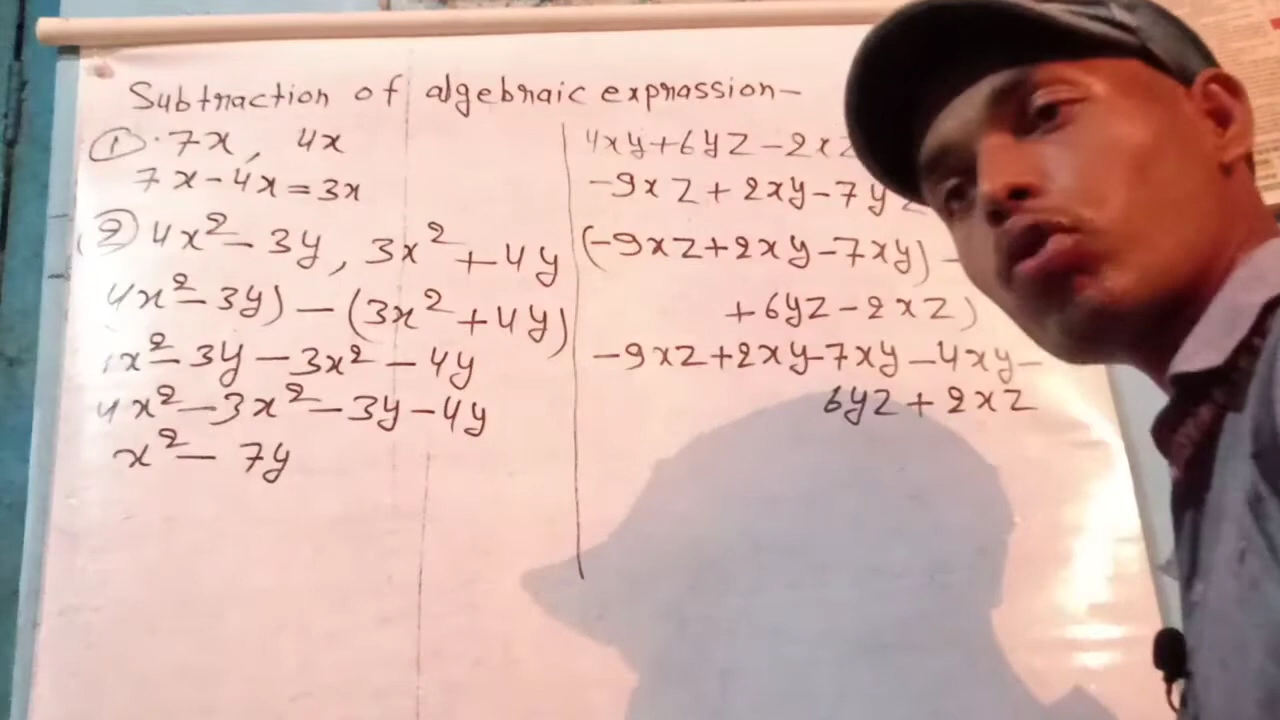 Subtraction of algebraic exprassion-
① 7x, 4x
7x-4x=3x
② 4x²-3y, 3x²+4y
4x²-3y)-(3x²+4y)
x²-3y-3x²-4y
4x²-3x²-3y-4y
x²-7y
4xy+6yz-2xz
-9xz+2xy-7yz
(-9xz+2xy-7xy)-
+6yz-2xz)
-9xz+2xy-7xy-4xy-
6yz+2xz